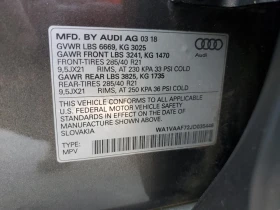 MFD. BY AUDI AG 03 18
GVWR LBS 6669, KG 3025
GAWR FRONT LBS 3241, KG 1470
FRONT-TIRES 285/40 R21
9,5JX21 RIMS, AT 230 KPA 33 PSI COLD
GAWR REAR LBS 3825, KG 1735
REAR-TIRES 285/40 R21
9,5JX21 RIMS, AT 250 KPA 36 PSI COLD
SLOVAKIA
THIS VEHICLE CONFORMS TO ALL APPLICABLE
U.S. FEDERAL MOTOR VEHICLE SAFETY
STANDARDS IN EFFECT ON THE DATE OF
MANUFACTURE SHOWN ABOVE.
TYPE:
MPV
Audi